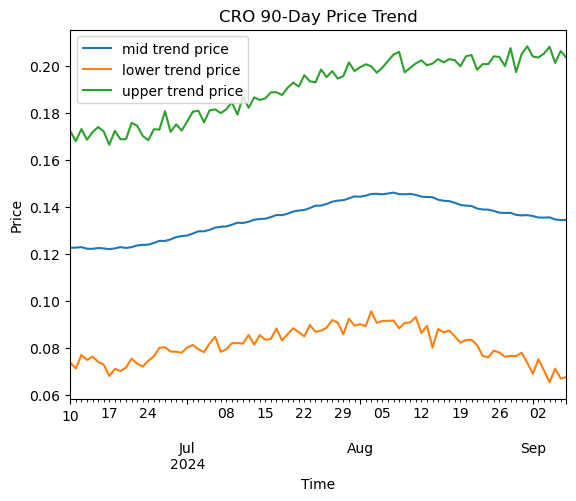 CRO 90-Day Price Trend
mid trend price
lower trend price
upper trend price
Price
0.20
0.18
0.16
0.14
0.12
0.10
0.08
0.06
10 17 24 08 15 22 29 05 12 19 26 02
Jul Aug Sep
2024
Time